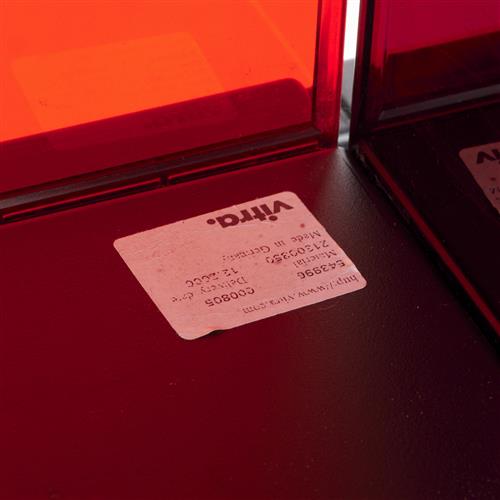 vitra.
Made in Germany
21300350
Material
543996
12.2000
Delivery date
000805
http://www.vitra.com